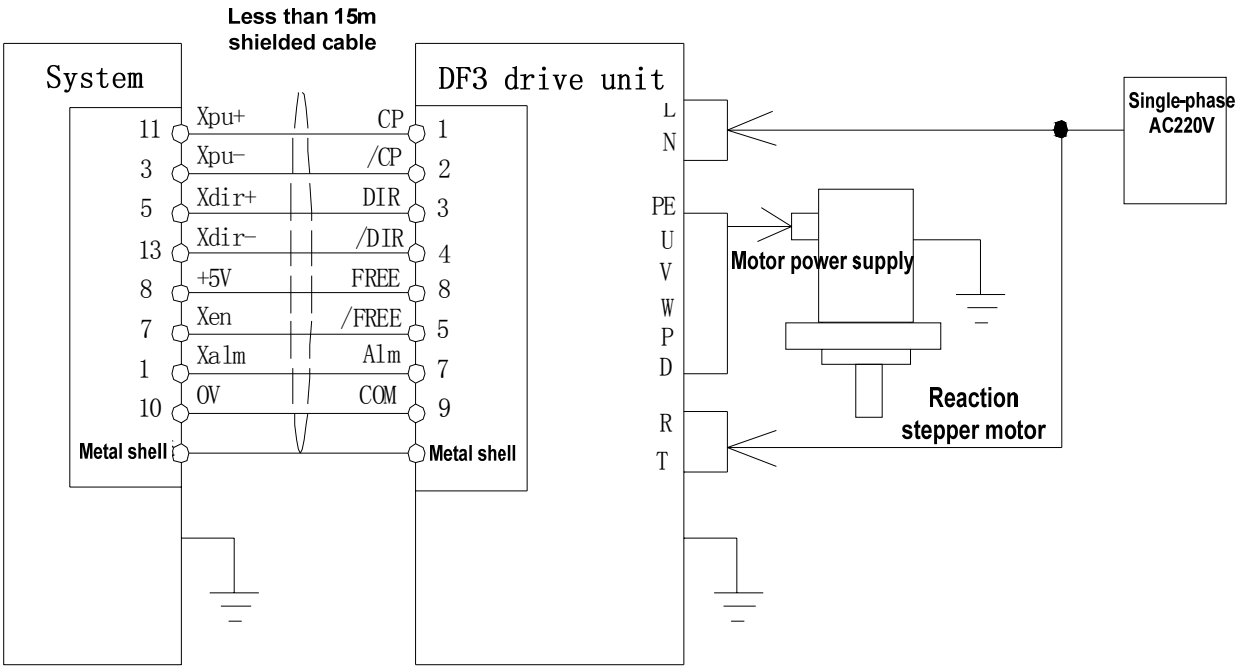 Less than 15m
shielded cable
System
DF3 drive unit
11 Xpu+ CP 1
3 Xpu- /CP 2
5 Xdir+ DIR 3
13 Xdir- /DIR 4
8 +5V FREE 8
7 Xen /FREE 5
1 Xalm Alm 7
10 0V COM 9
Metal shell Metal shell
L
N
PE
U
V
W
P
D
R
T
Single-phase
AC220V
Motor power supply
Reaction
stepper motor